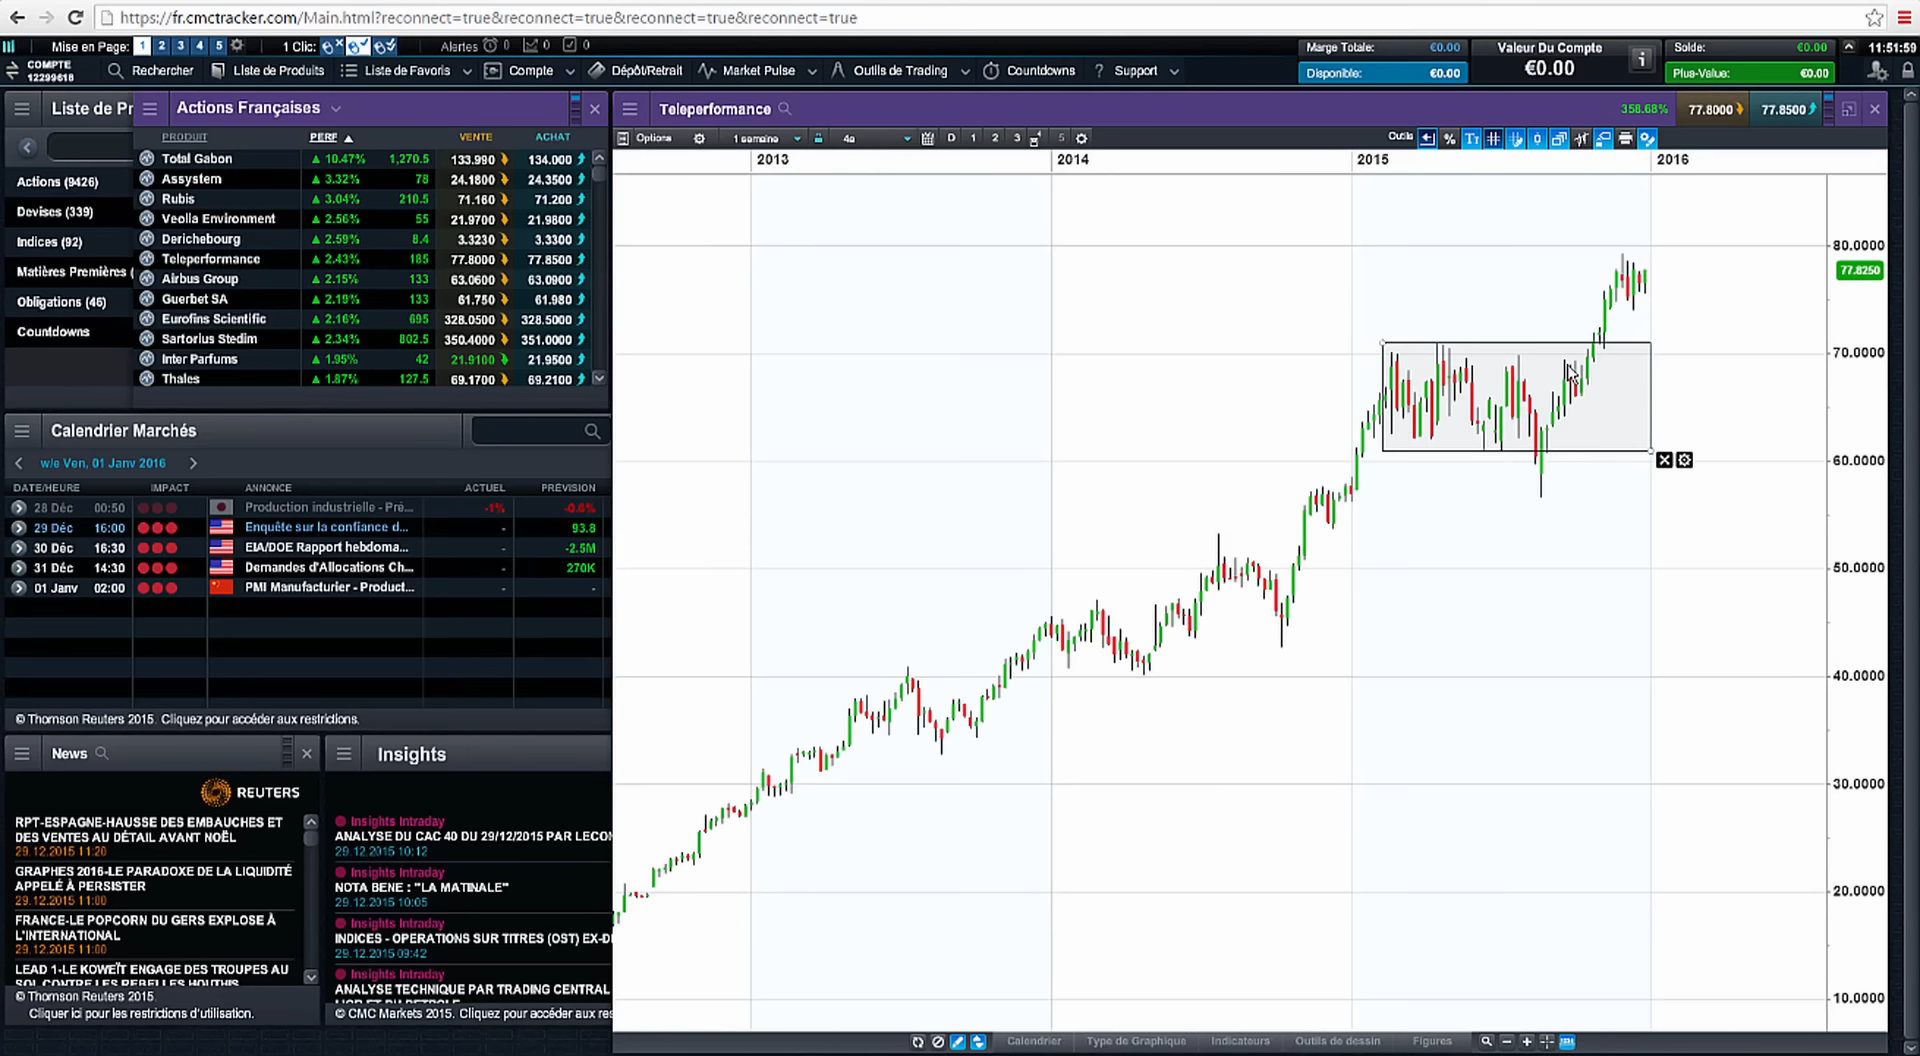 https://fr.cmctracker.com/Main.html?reconnect=true&reconnect=true&reconnect=true&reconnect=true
Mise en Page: 1 2 3 4 5
1 Clic:
Alertes 0 0 0
Marge Totale: €0.00
Disponible: €0.00
Valeur Du Compte
€0.00
Solde: €0.00
Plus-Value: €0.00
11:51:59
COMPTE
12299618
Rechercher
Liste de Produits
Liste de Favoris
Compte
Dépôt/Retrait
Market Pulse
Outils de Trading
Countdowns
Support
Liste de Pr
Actions (9426)
Devises (339)
Indices (92)
Matières Premières (
Obligations (46)
Countdowns
Actions Françaises
PRODUIT PERF VENTE ACHAT
Total Gabon 10.47% 1,270.5 133.990 134.000
Assystem 3.32% 78 24.1800 24.3500
Rubis 3.04% 210.5 71.160 71.200
Veolia Environment 2.56% 55 21.9700 21.9800
Derichebourg 2.59% 8.4 3.3230 3.3300
Teleperformance 2.43% 185 77.8000 77.8500
Airbus Group 2.15% 133 63.0600 63.0900
Guerbet SA 2.19% 133 61.750 61.980
Eurofins Scientific 2.16% 695 328.0500 328.5000
Sartorius Stedim 2.34% 802.5 350.4000 351.0000
Inter Parfums 1.95% 42 21.9100 21.9500
Thales 1.87% 127.5 69.1700 69.2100
Calendrier Marchés
w/e Ven, 01 Janv 2016
DATE/HEURE IMPACT ANNONCE ACTUEL PRÉVISION
28 Déc 00:50 Production industrielle - Pré... -1% -0.6%
29 Déc 16:00 Enquête sur la confiance d... - 93.8
30 Déc 16:30 EIA/DOE Rapport hebdoma... - -2.5M
31 Déc 14:30 Demandes d'Allocations Ch... - 270K
01 Janv 02:00 PMI Manufacturier - Product... - -
© Thomson Reuters 2015. Cliquez pour accéder aux restrictions.
News
REUTERS
RPT-ESPAGNE-HAUSSE DES EMBAUCHES ET
DES VENTES AU DÉTAIL AVANT NOËL
29.12.2015 11:20
GRAPHES 2016-LE PARADOXE DE LA LIQUIDITÉ
APPELÉ À PERSISTER
29.12.2015 11:00
FRANCE-LE POPCORN DU GERS EXPLOSE À
L'INTERNATIONAL
29.12.2015 11:00
LEAD 1-LE KOWEÏT ENGAGE DES TROUPES AU
SOL CONTRE LES REBELLES HOUTHIS
© Thomson Reuters 2015.
Cliquer ici pour les restrictions d'utilisation.
Insights
Insights Intraday
ANALYSE DU CAC 40 DU 29/12/2015 PAR LECON
29.12.2015 10:12
Insights Intraday
NOTA BENE : "LA MATINALE"
29.12.2015 10:05
Insights Intraday
INDICES - OPERATIONS SUR TITRES (OST) EX-D
29.12.2015 09:42
Insights Intraday
ANALYSE TECHNIQUE PAR TRADING CENTRAL
© CMC Markets 2015. Cliquez pour accéder aux res
Teleperformance
358.68% 77.8000 77.8500
Options
1 semaine
4a
D 1 2 3 5
Outils
%
2013 2014 2015 2016
80.0000
77.8250
70.0000
60.0000
50.0000
40.0000
30.0000
20.0000
10.0000
Calendrier
Type de Graphique
Indicateurs
Outils de dessin
Figures